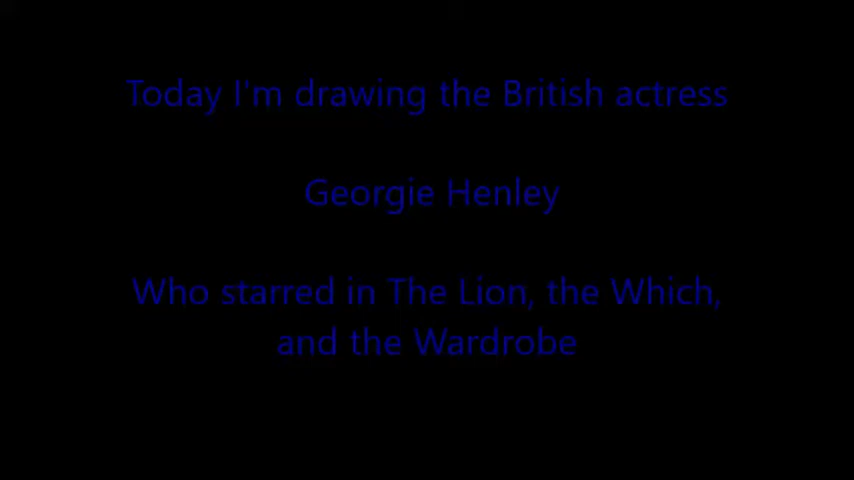 Today I'm drawing the British actress
Georgie Henley
Who starred in The Lion, the Which,
and the Wardrobe